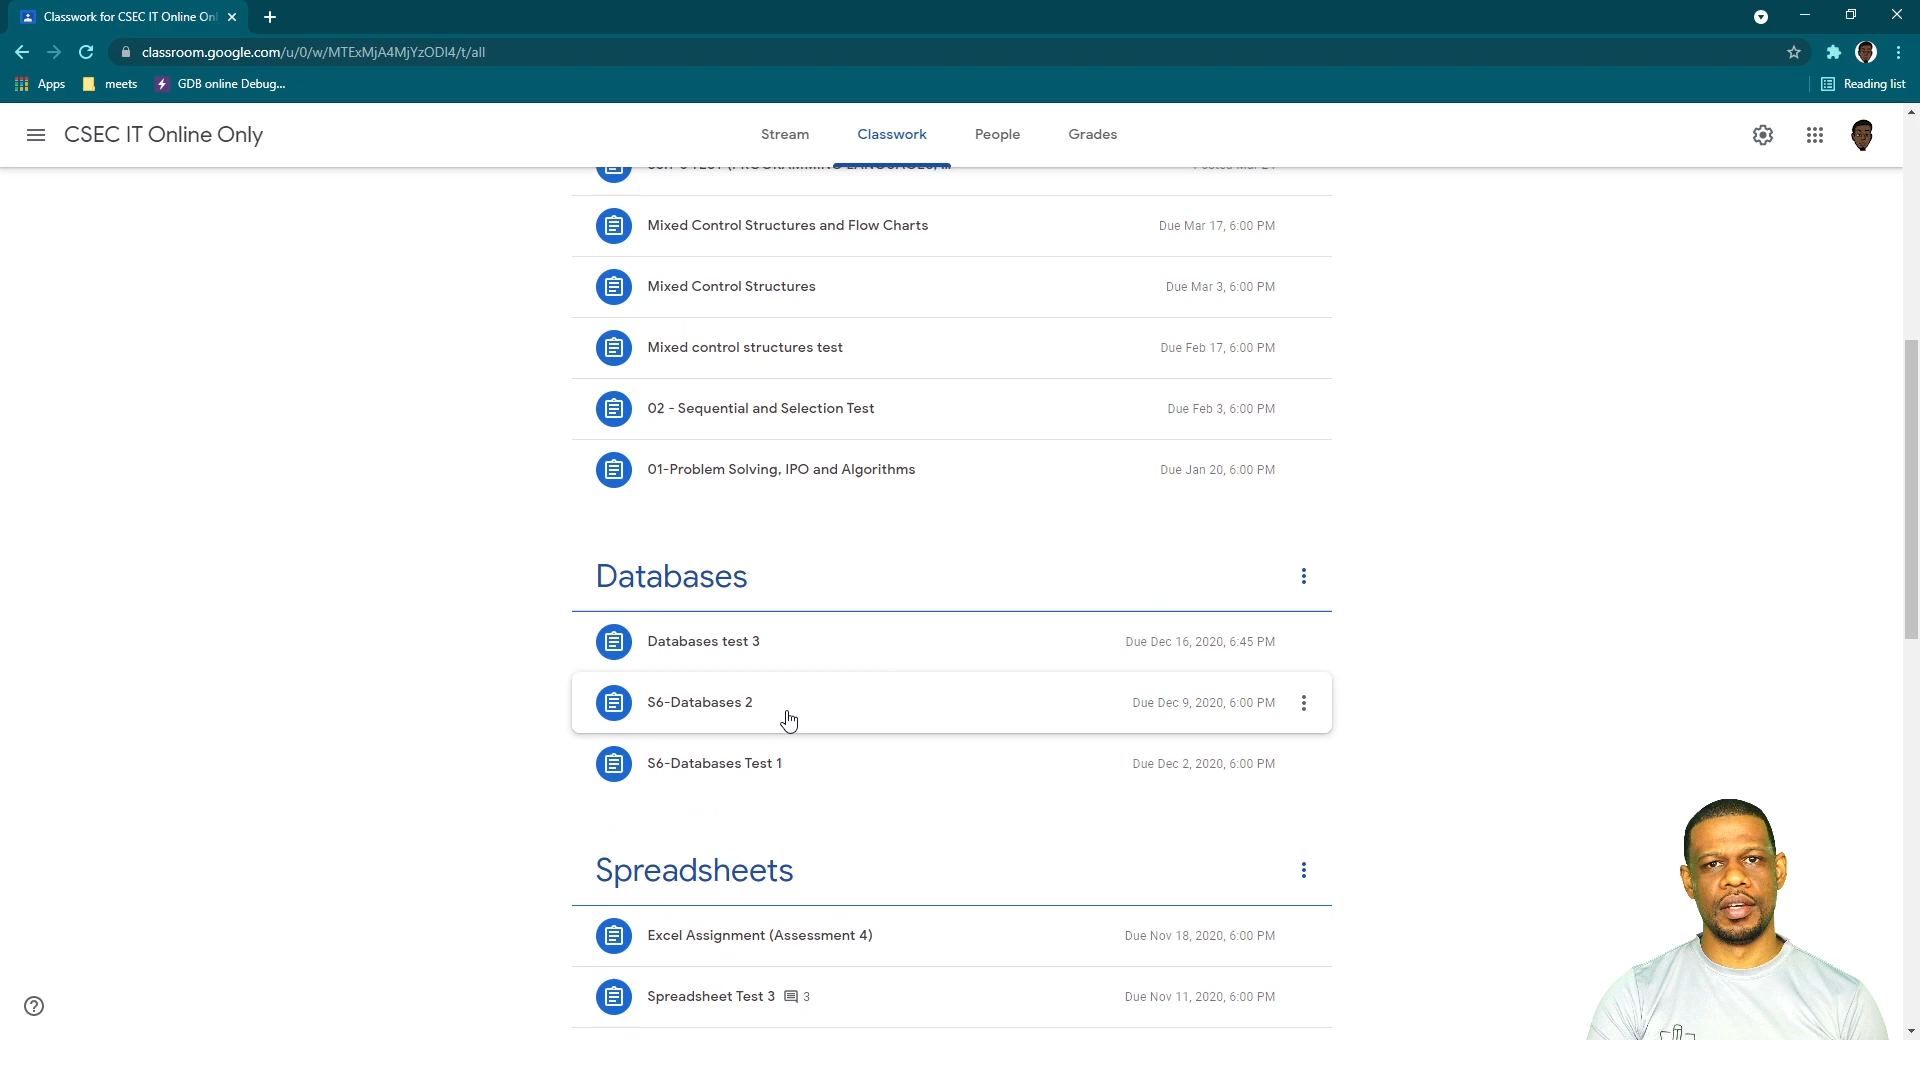 Classwork for CSEC IT Online Onl
classroom.google.com/u/0/w/MTExMjA4MjYzODI4/t/all
Apps
meets
GDB online Debug...
Reading list
CSEC IT Online Only
Stream
Classwork
People
Grades
Mixed Control Structures and Flow Charts
Due Mar 17, 6:00 PM
Mixed Control Structures
Due Mar 3, 6:00 PM
Mixed control structures test
Due Feb 17, 6:00 PM
02 - Sequential and Selection Test
Due Feb 3, 6:00 PM
01-Problem Solving, IPO and Algorithms
Due Jan 20, 6:00 PM
Databases
Databases test 3
Due Dec 16, 2020, 6:45 PM
S6-Databases 2
Due Dec 9, 2020, 6:00 PM
S6-Databases Test 1
Due Dec 2, 2020, 6:00 PM
Spreadsheets
Excel Assignment (Assessment 4)
Due Nov 18, 2020, 6:00 PM
Spreadsheet Test 3
3
Due Nov 11, 2020, 6:00 PM